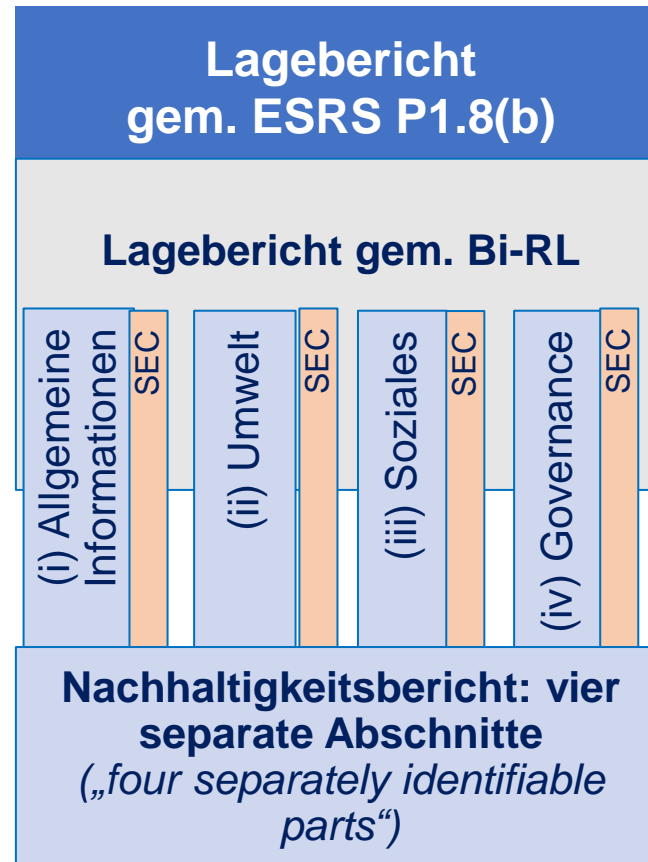 Lagebericht
gem. ESRS P1.8(b)
Lagebericht gem. Bi-RL
(i) Allgemeine
Informationen
SEC
(ii) Umwelt
SEC
(iii) Soziales
SEC
(iv) Governance
SEC
Nachhaltigkeitsbericht: vier
separate Abschnitte
(„four separately identifiable
parts“)